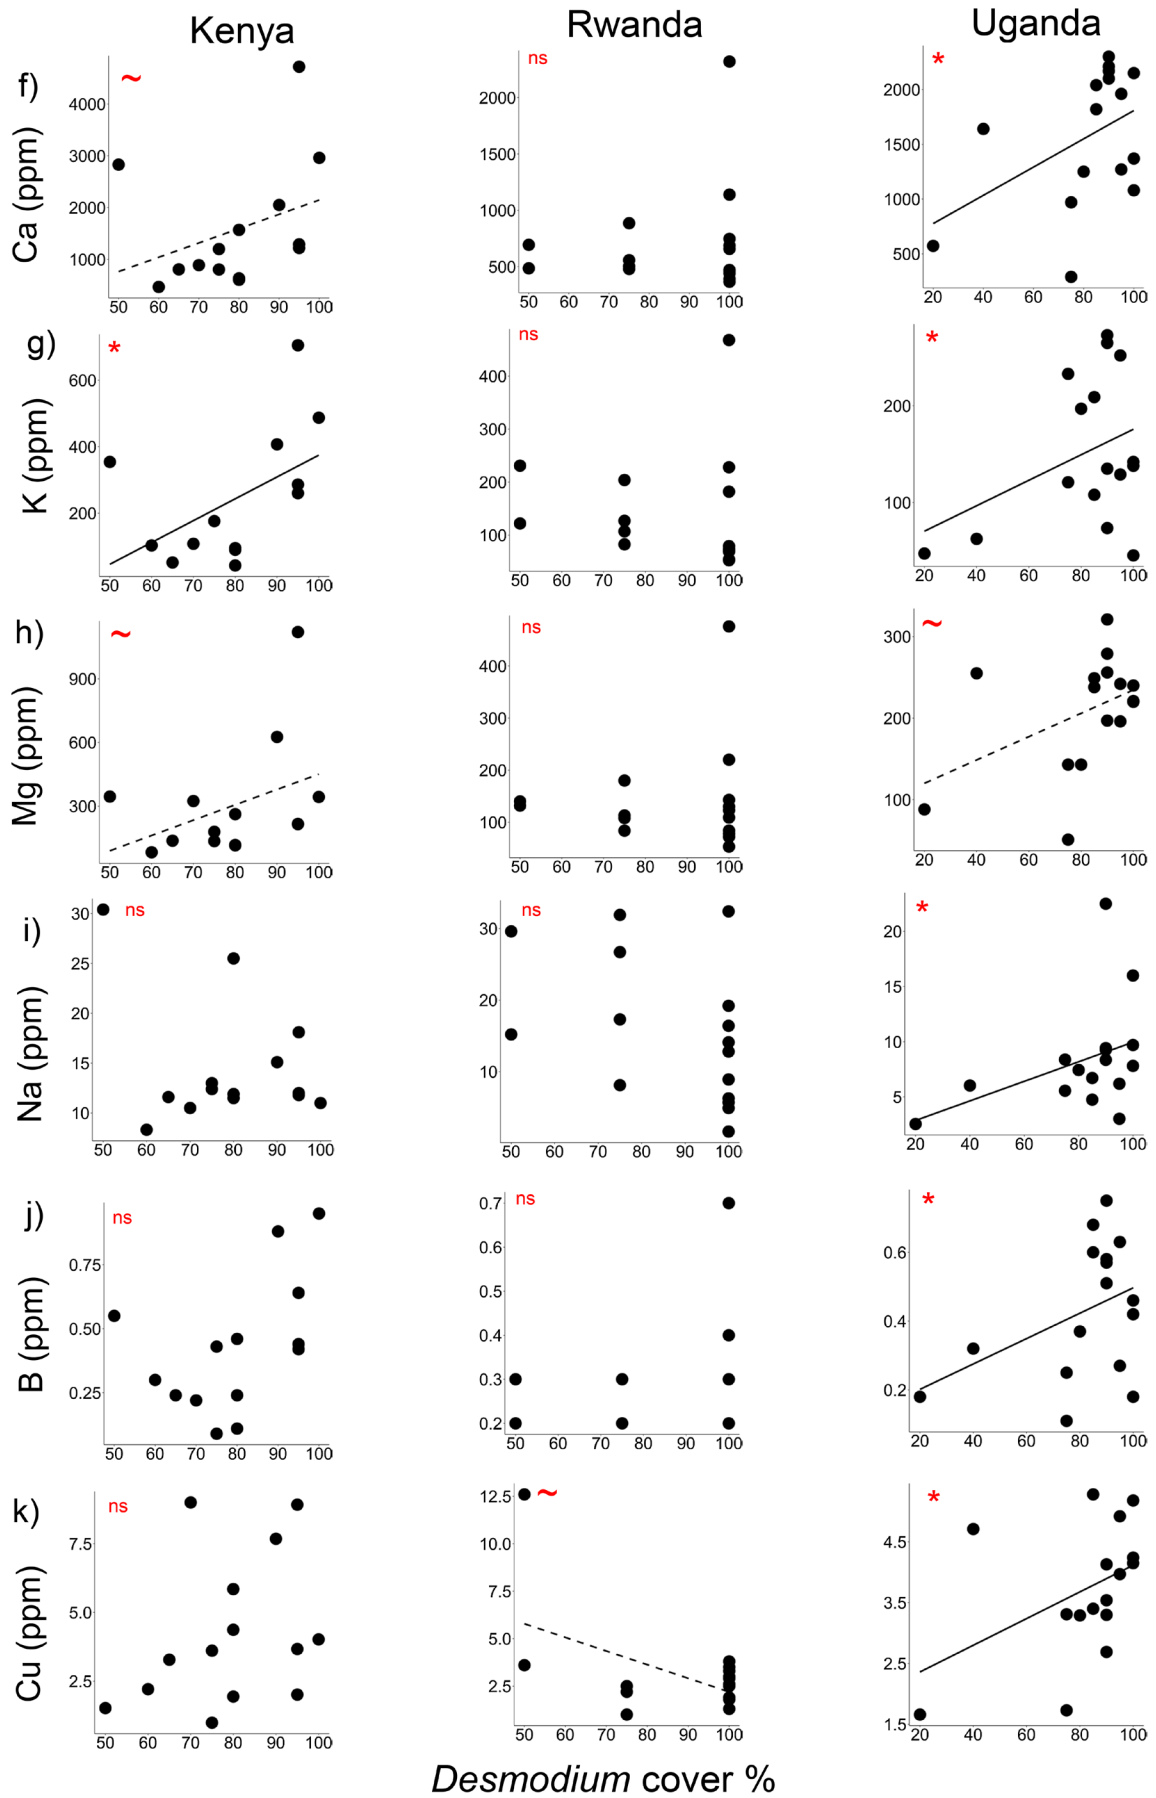 Kenya Rwanda Uganda
f)
Ca (ppm)
~
4000
3000
2000
1000
50 60 70 80 90 100
ns
2000
1500
1000
500
50 60 70 80 90 100
*
2000
1500
1000
500
20 40 60 80 100
g)
K (ppm)
*
600
400
200
50 60 70 80 90 100
ns
400
300
200
100
50 60 70 80 90 100
*
200
100
20 40 60 80 100
h)
Mg (ppm)
~
900
600
300
50 60 70 80 90 100
ns
400
300
200
100
50 60 70 80 90 100
~
300
200
100
20 40 60 80 100
i)
Na (ppm)
ns
30
25
20
15
10
50 60 70 80 90 100
ns
30
20
10
50 60 70 80 90 100
*
20
15
10
5
20 40 60 80 100
j)
B (ppm)
ns
0.75
0.50
0.25
50 60 70 80 90 100
ns
0.7
0.6
0.5
0.4
0.3
0.2
50 60 70 80 90 100
*
0.6
0.4
0.2
20 40 60 80 100
k)
Cu (ppm)
ns
7.5
5.0
2.5
50 60 70 80 90 100
~
12.5
10.0
7.5
5.0
2.5
50 60 70 80 90 100
*
4.5
3.5
2.5
1.5
20 40 60 80 100
Desmodium cover %